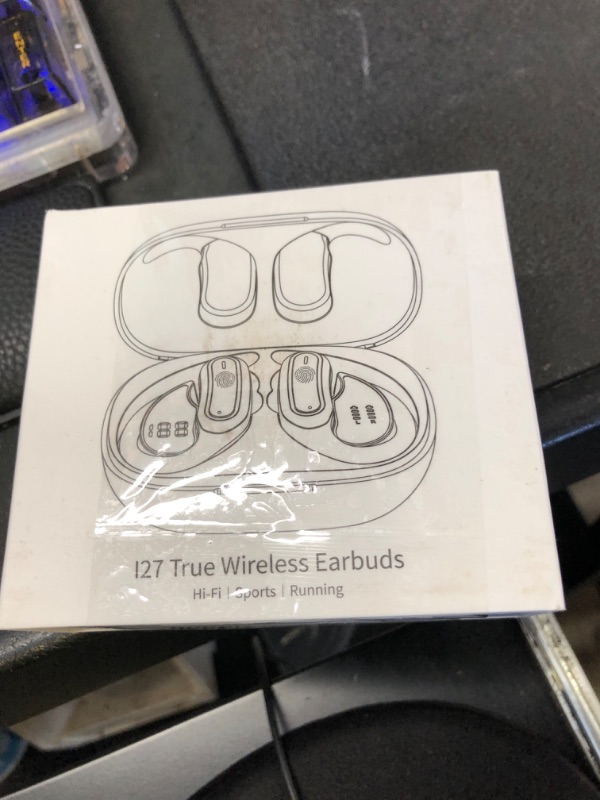 I27 True Wireless Earbuds
Hi-Fi | Sports | Running